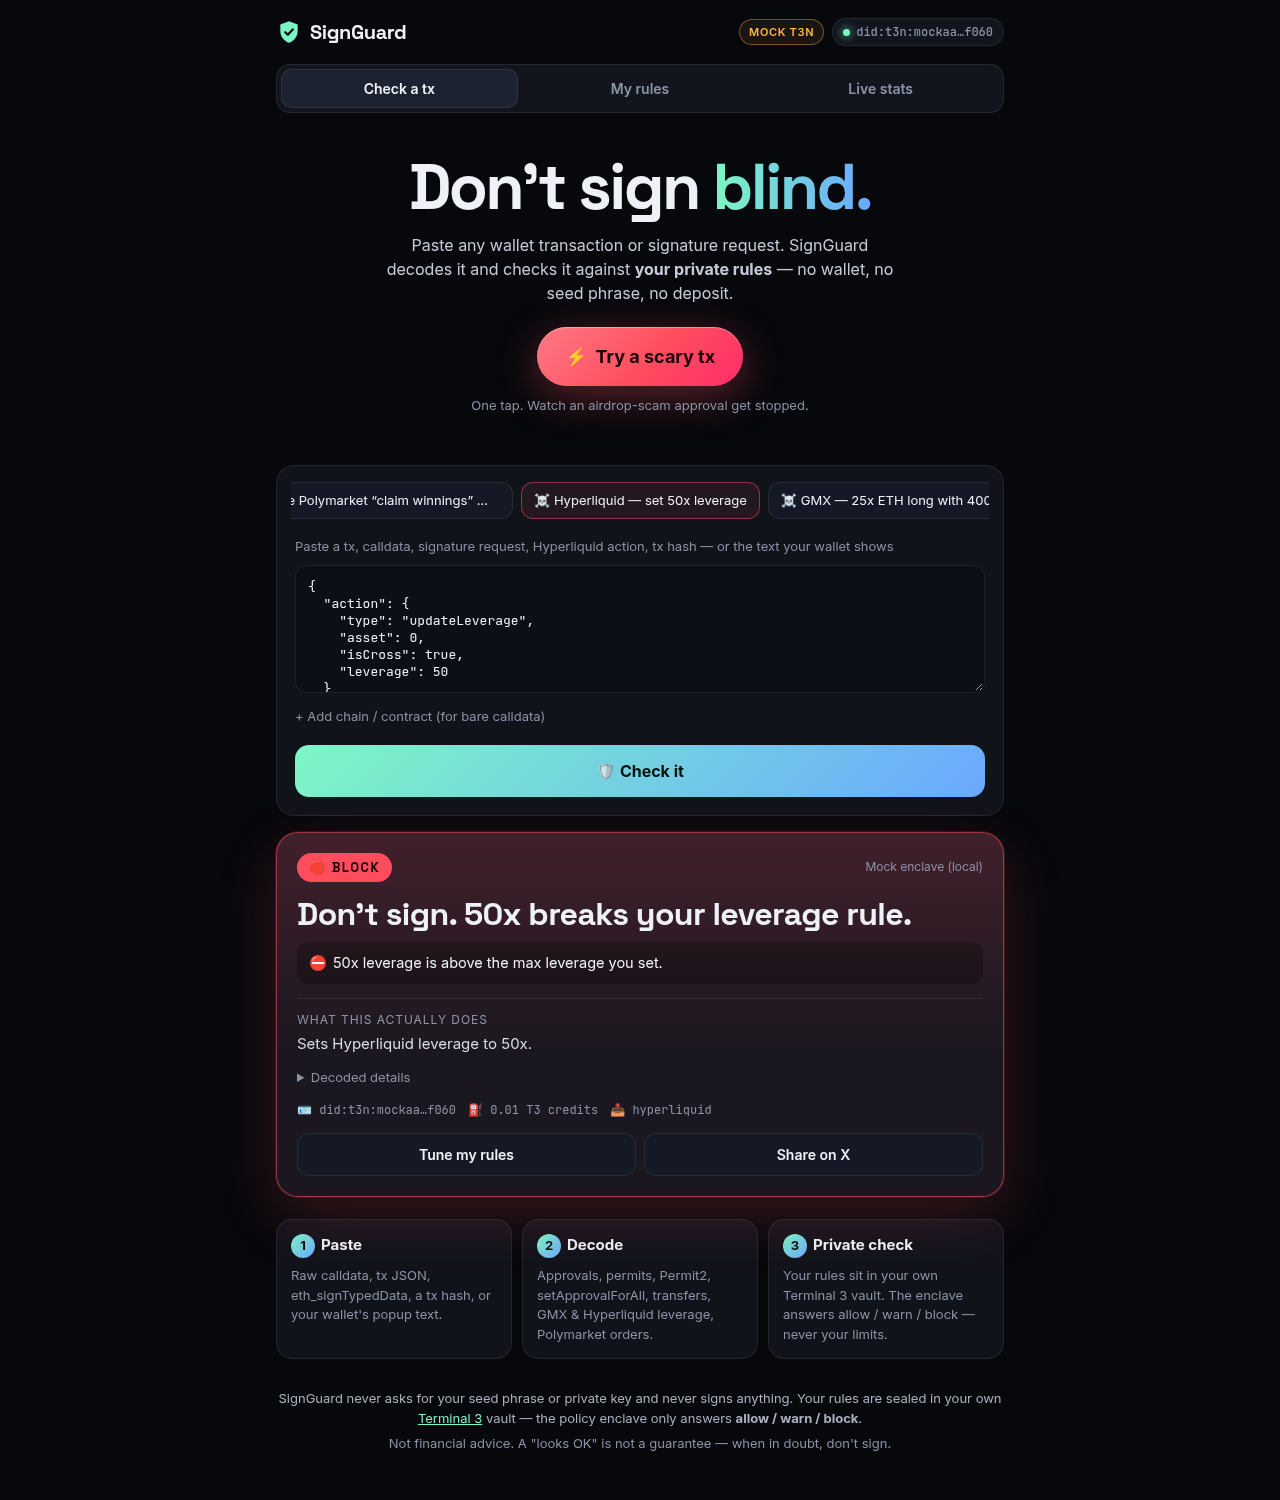 SignGuard
MOCK T3N
did:t3n:mockaa…f060
Check a tx
My rules
Live stats
Don’t sign blind.
Paste any wallet transaction or signature request. SignGuard
decodes it and checks it against your private rules — no wallet, no
seed phrase, no deposit.
⚡ Try a scary tx
One tap. Watch an airdrop-scam approval get stopped.
Polymarket “claim winnings” …
☠️ Hyperliquid — set 50x leverage
☠️ GMX — 25x ETH long with
Paste a tx, calldata, signature request, Hyperliquid action, tx hash — or the text your wallet shows
{
"action": {
"type": "updateLeverage",
"asset": 0,
"isCross": true,
"leverage": 50
}
+ Add chain / contract (for bare calldata)
🛡️ Check it
🛑 BLOCK
Mock enclave (local)
Don’t sign. 50x breaks your leverage rule.
⛔ 50x leverage is above the max leverage you set.
WHAT THIS ACTUALLY DOES
Sets Hyperliquid leverage to 50x.
▶ Decoded details
🪪 did:t3n:mockaa…f060 ⛽ 0.01 T3 credits 📥 hyperliquid
Tune my rules
Share on X
1 Paste
Raw calldata, tx JSON,
eth_signTypedData, a tx hash, or
your wallet's popup text.
2 Decode
Approvals, permits, Permit2,
setApprovalForAll, transfers,
GMX & Hyperliquid leverage,
Polymarket orders.
3 Private check
Your rules sit in your own
Terminal 3 vault. The enclave
answers allow / warn / block —
never your limits.
SignGuard never asks for your seed phrase or private key and never signs anything. Your rules are sealed in your own
Terminal 3 vault — the policy enclave only answers allow / warn / block.
Not financial advice. A "looks OK" is not a guarantee — when in doubt, don't sign.